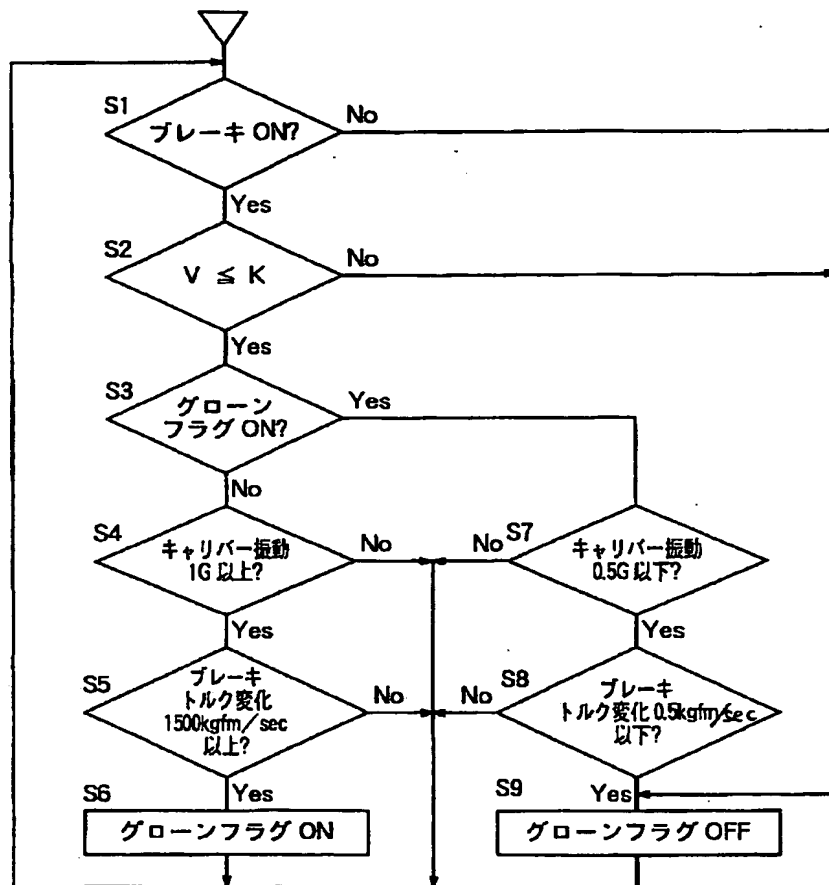 S1
ブレーキ ON?
No
Yes
S2
V ≦ K
No
Yes
S3
グローン
フラグ ON?
Yes
No
S4
キャリパー振動
1G 以上?
No
Yes
S7
キャリパー振動
0.5G 以下?
No
Yes
S5
ブレーキ
トルク変化
1500kgfm/sec
以上?
No
Yes
S8
ブレーキ
トルク変化 0.5kgfm/sec
以下?
No
Yes
S6
グローンフラグ ON
S9
グローンフラグ OFF